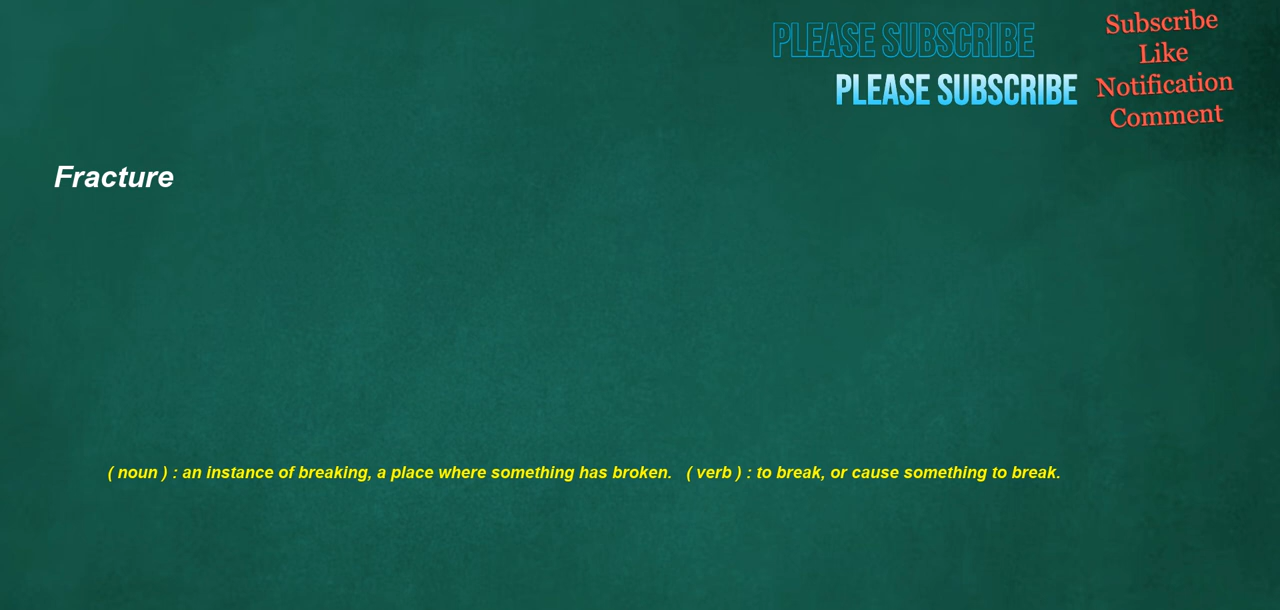 PLEASE SUBSCRIBE
PLEASE SUBSCRIBE
Subscribe
Like
Notification
Comment
Fracture
( noun ) : an instance of breaking, a place where something has broken.   ( verb ) : to break, or cause something to break.